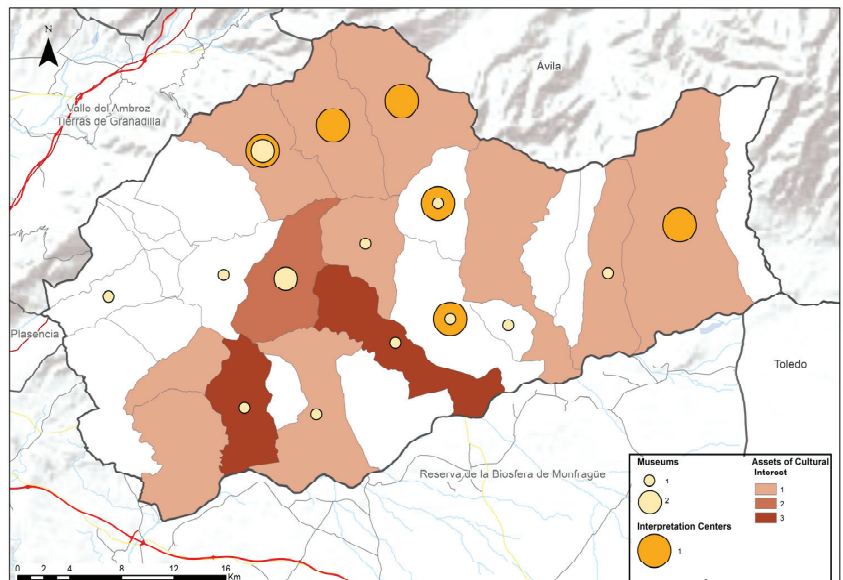 N
Ávila
Valle del Ambroz
Tierras de Granadilla
Plasencia
Toledo
Reserva de la Biosfera de Monfragüe
Museums
1
2
Interpretation Centers
1
Assets of Cultural
Interest
1
2
3
0 2 4 8 12 16
Km